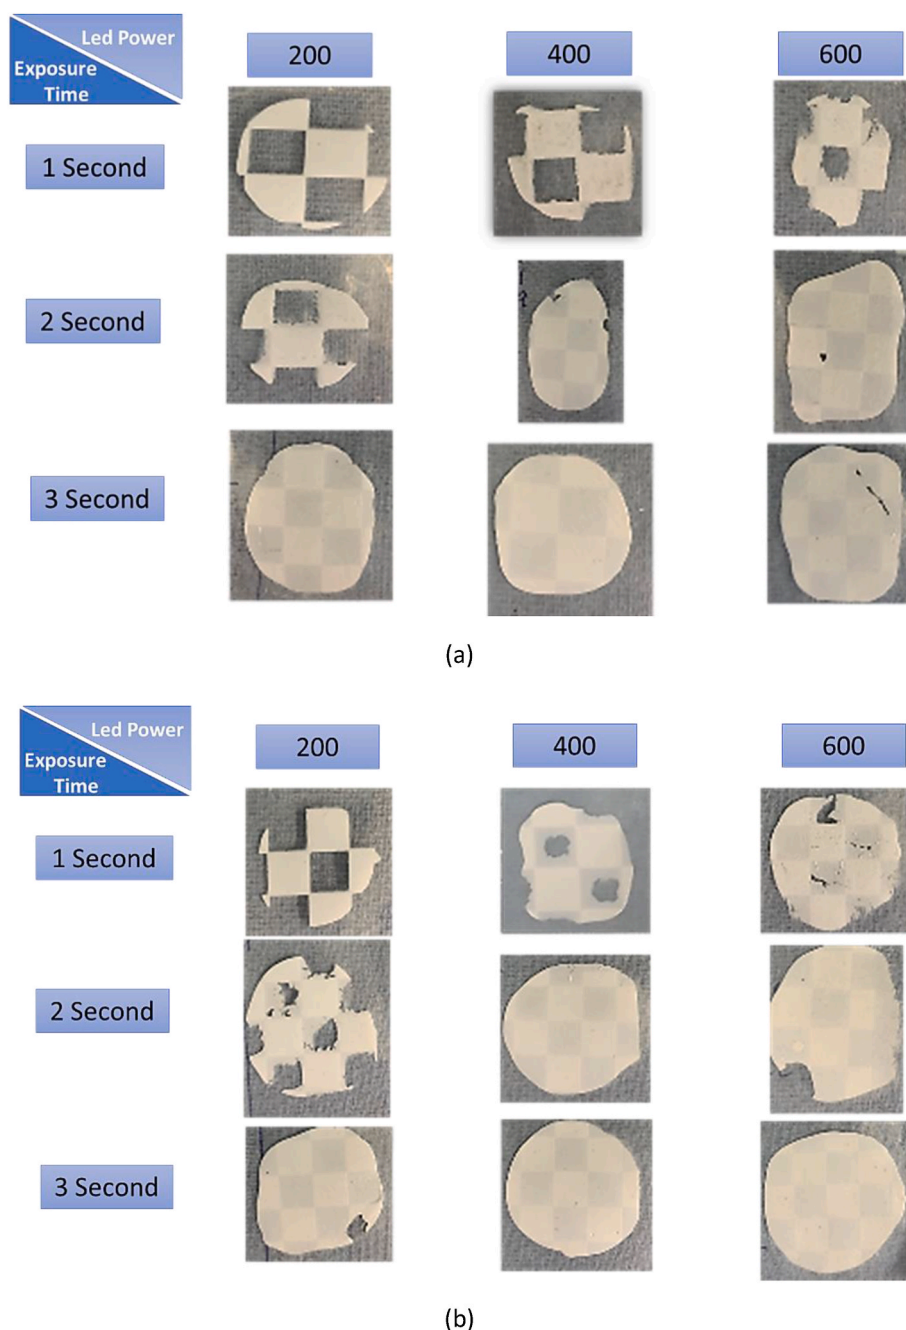 Led Power
Exposure
Time
200
400
600
1 Second
2 Second
3 Second
(a)
Led Power
Exposure
Time
200
400
600
1 Second
2 Second
3 Second
(b)